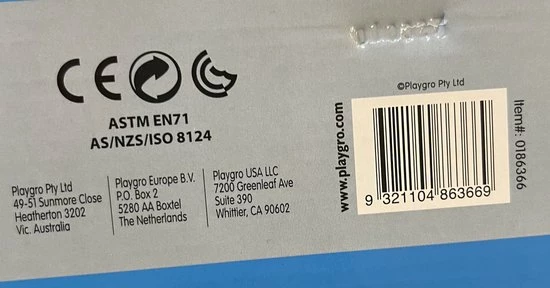 CE
ASTM EN71
AS/NZS/ISO 8124
Playgro Pty Ltd
49-51 Sunmore Close
Heatherton 3202
Vic. Australia
Playgro Europe B.V.
P.O. Box 2
5280 AA Boxtel
The Netherlands
Playgro USA LLC
7200 Greenleaf Ave
Suite 390
Whittier, CA 90602
©Playgro Pty Ltd
www.playgro.com
9 321104 863669
Item#: 0186366